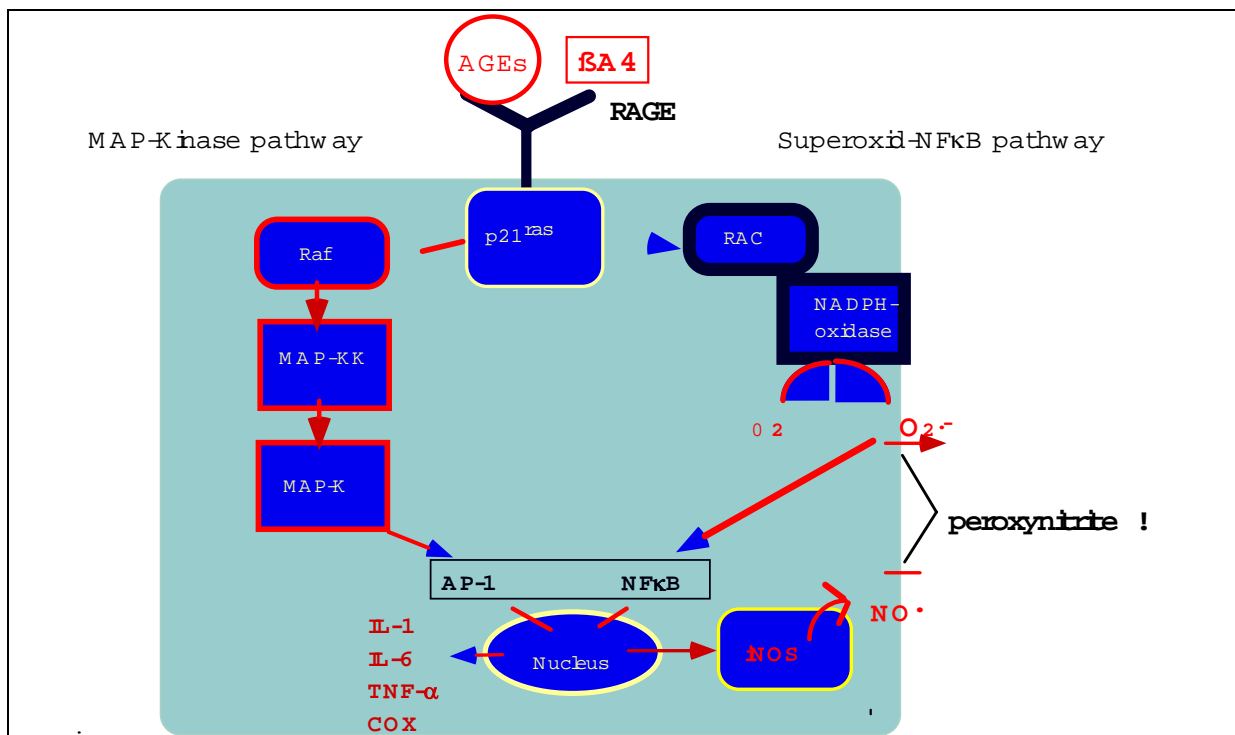 AGEs
ßA4
RAGE
MAP-Kinase pathway
Superoxid-NFκB pathway
p21ras
RAC
Raf
NADPH-
oxidase
MAP-KK
O2
O2·-
MAP-K
peroxynitrite !
AP-1
NFκB
NO·
IL-1
IL-6
TNF-α
COX
Nucleus
iNOS